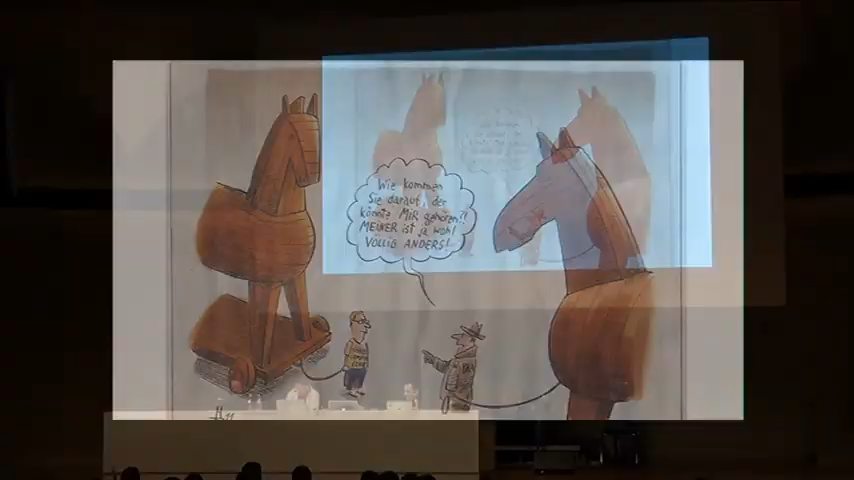 Wie kommen
Sie darauf, der
könnte MIR gehören?!
MEINER ist ja wohl
VÖLLIG ANDERS!